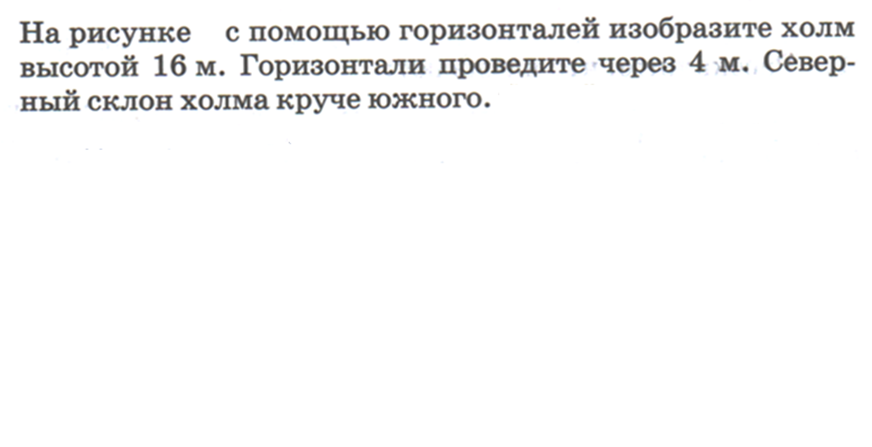 На рисунке с помощью горизонталей изобразите холм
высотой 16 м. Горизонтали проведите через 4 м. Север-
ный склон холма круче южного.